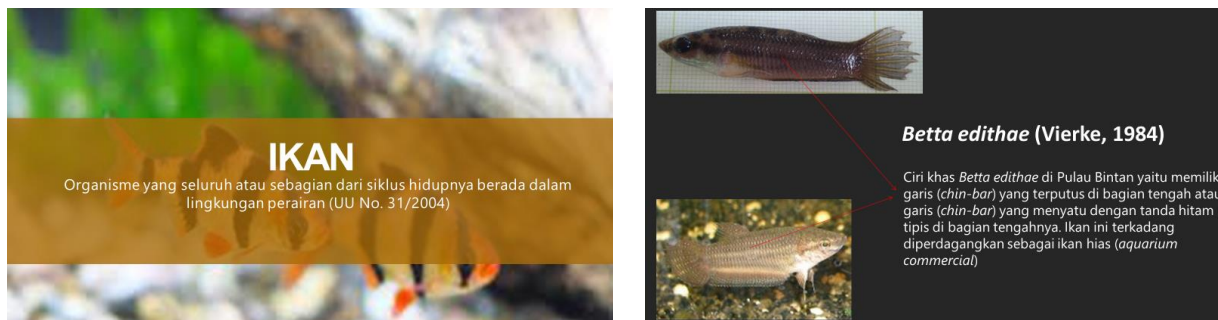 IKAN
Organisme yang seluruh atau sebagian dari siklus hidupnya berada dalam
lingkungan perairan (UU No. 31/2004)
Betta edithae (Vierke, 1984)
Ciri khas Betta edithae di Pulau Bintan yaitu memilik
garis (chin-bar) yang terputus di bagian tengah atau
garis (chin-bar) yang menyatu dengan tanda hitam
tipis di bagian tengahnya. Ikan ini terkadang
diperdagangkan sebagai ikan hias (aquarium
commercial)